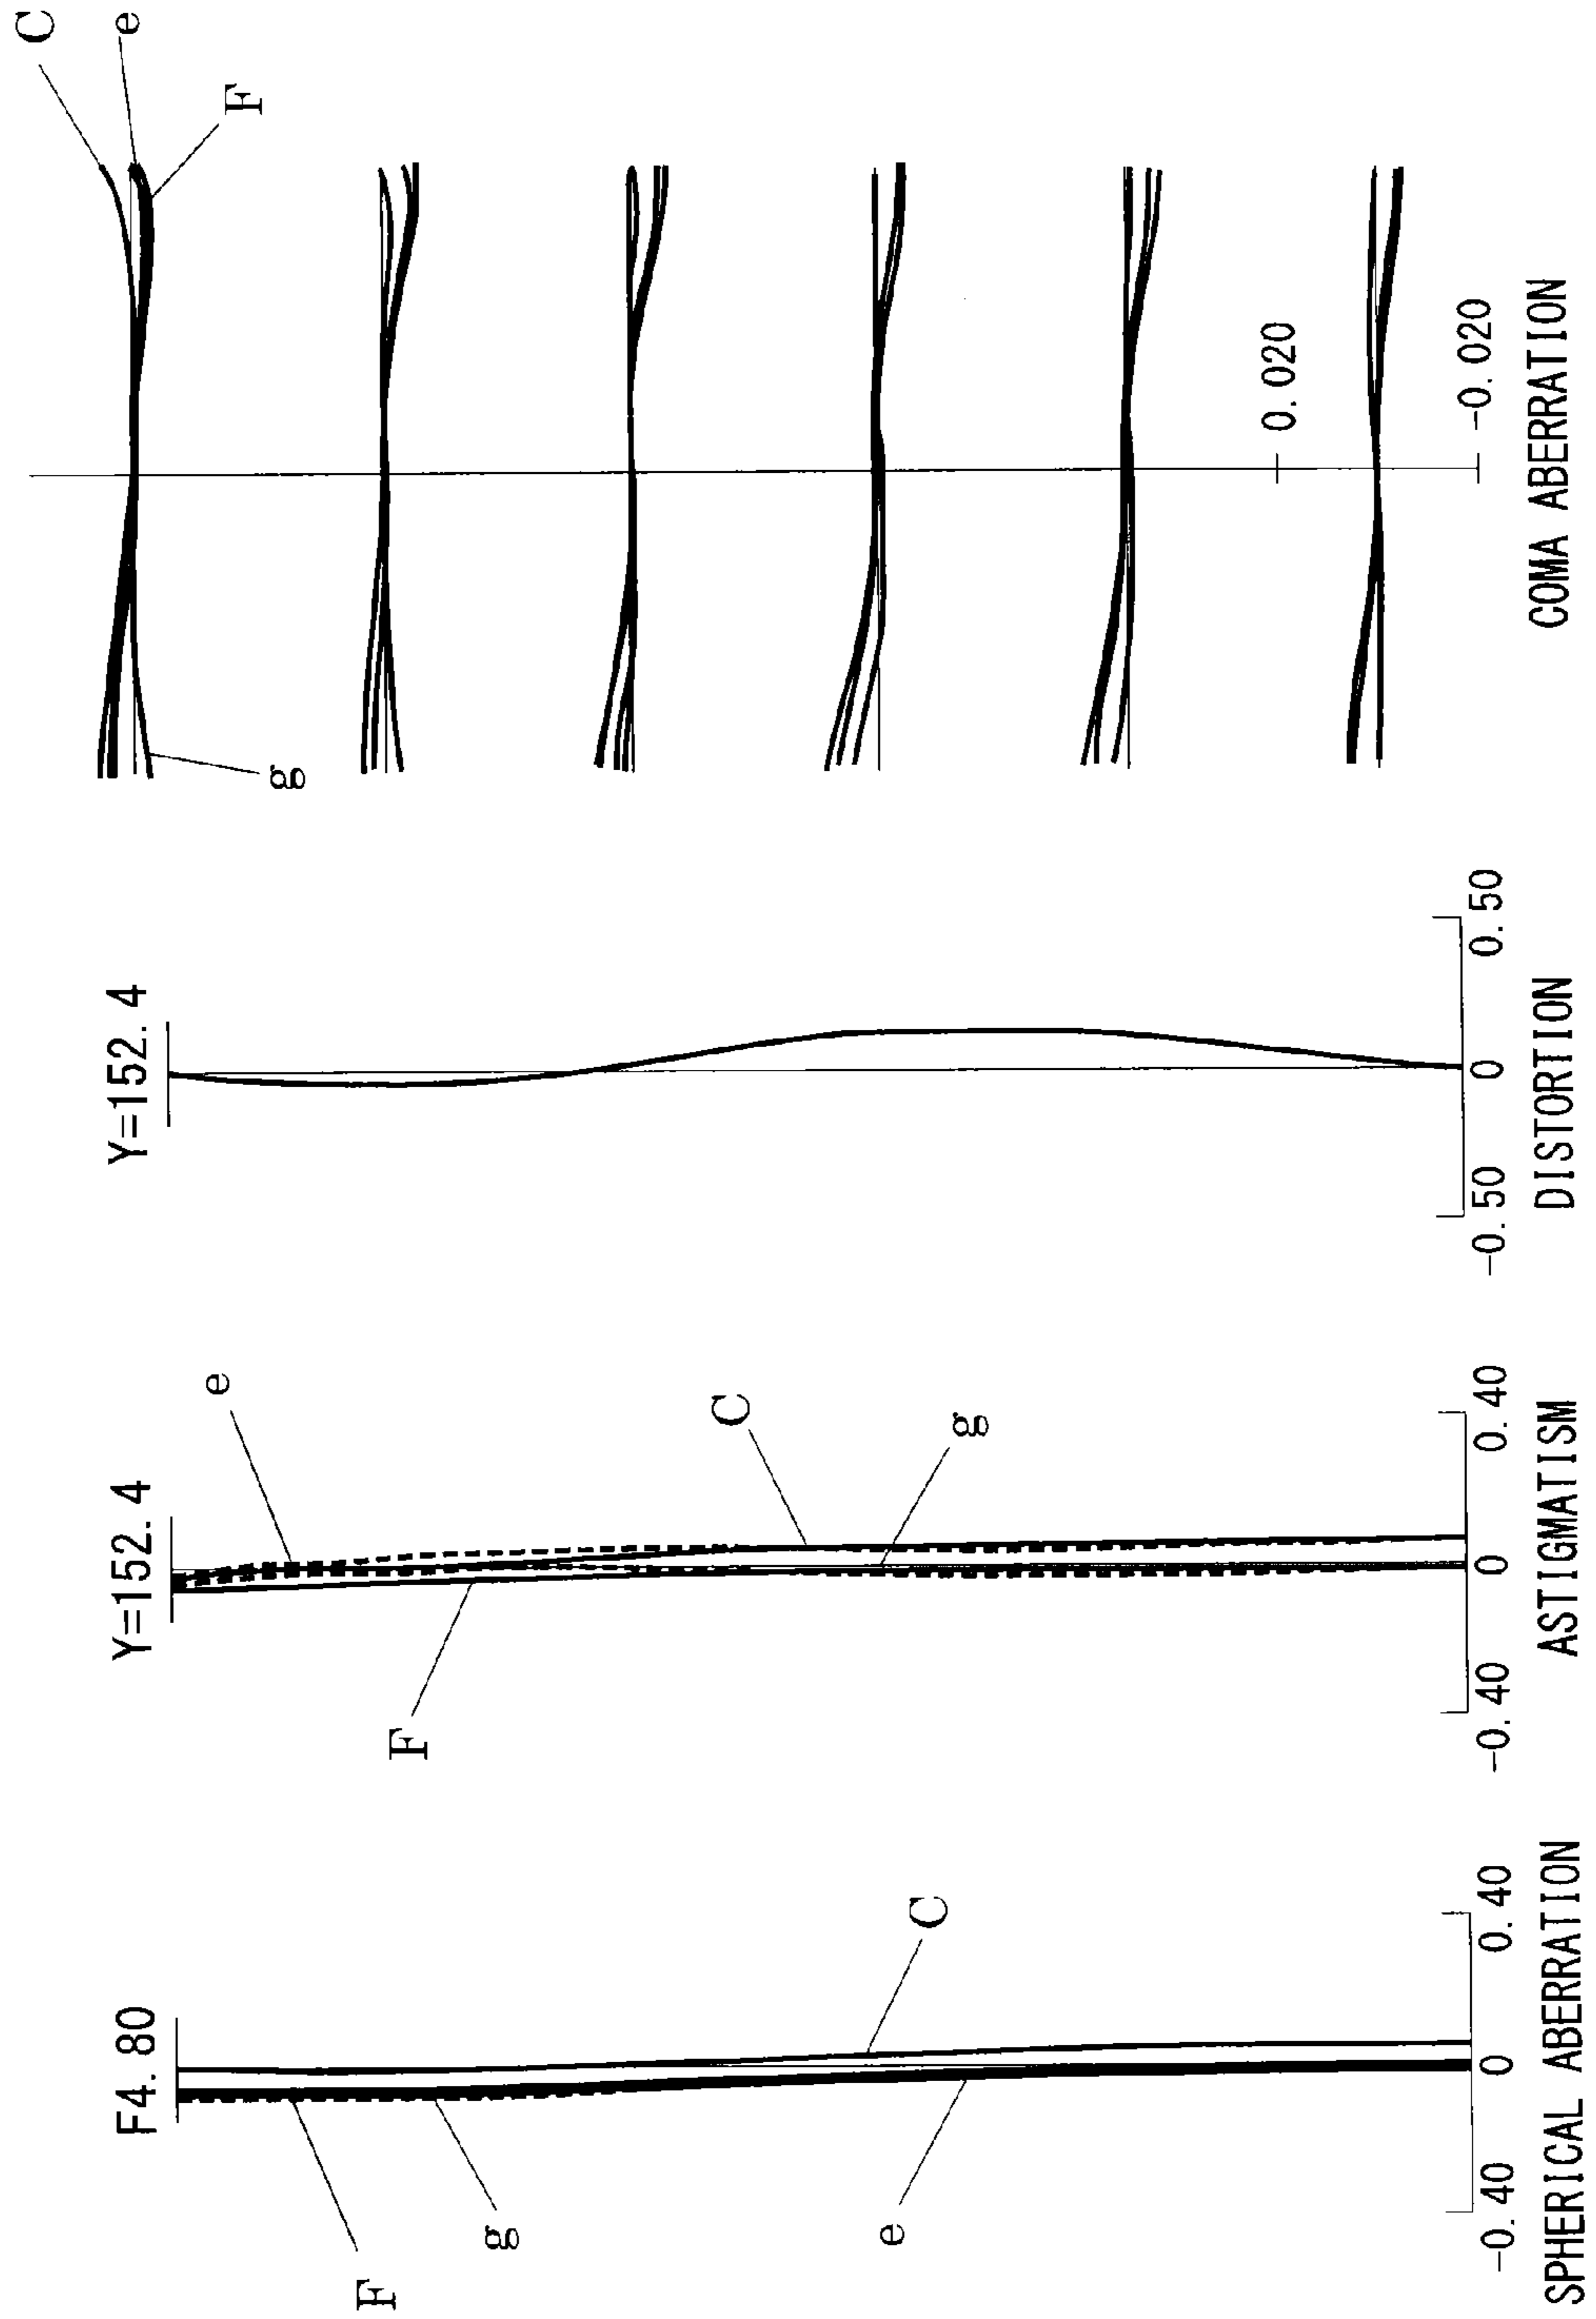 F4. 80
F
g
e
C
-0. 40
0
0. 40
SPHERICAL ABERRATION
Y=152. 4
F
e
C
g
-0. 40
0
0. 40
ASTIGMATISM
Y=152. 4
-0. 50
0
0. 50
DISTORTION
C
e
F
g
0. 020
-0. 020
COMA ABERRATION